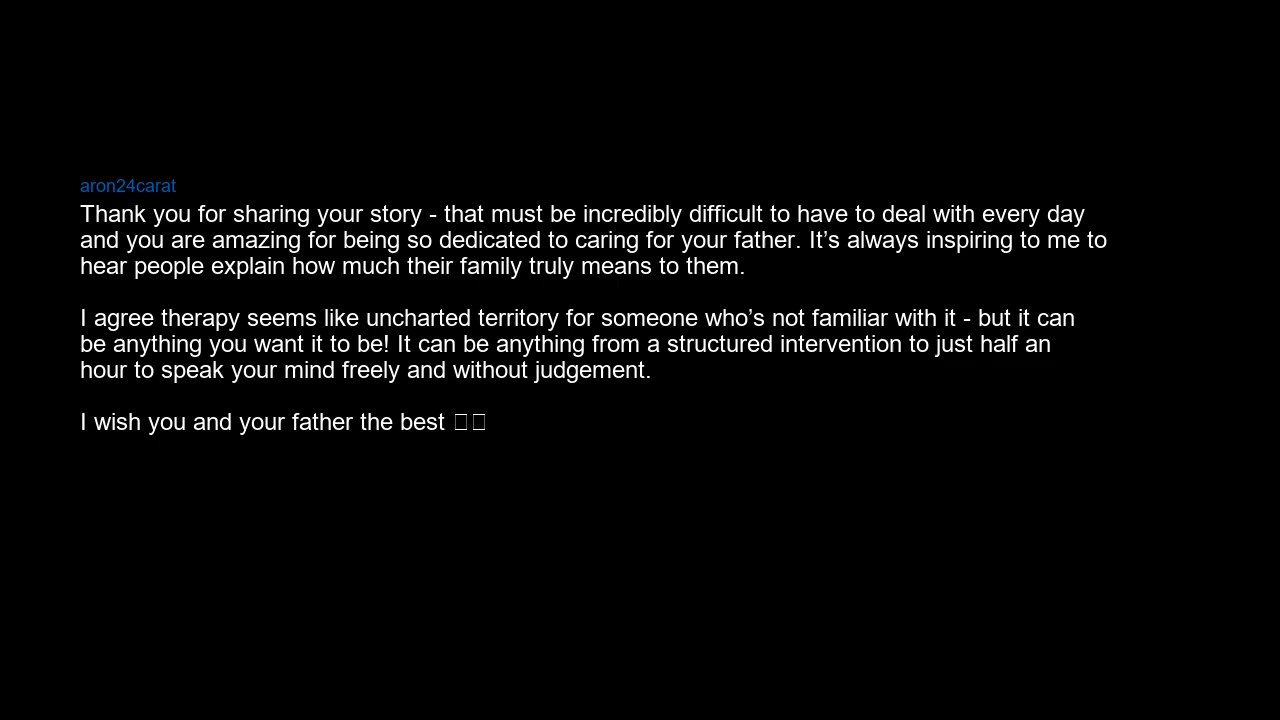 aron24carat
Thank you for sharing your story - that must be incredibly difficult to have to deal with every day
and you are amazing for being so dedicated to caring for your father. It’s always inspiring to me to
hear people explain how much their family truly means to them.
I agree therapy seems like uncharted territory for someone who’s not familiar with it - but it can
be anything you want it to be! It can be anything from a structured intervention to just half an
hour to speak your mind freely and without judgement.
I wish you and your father the best